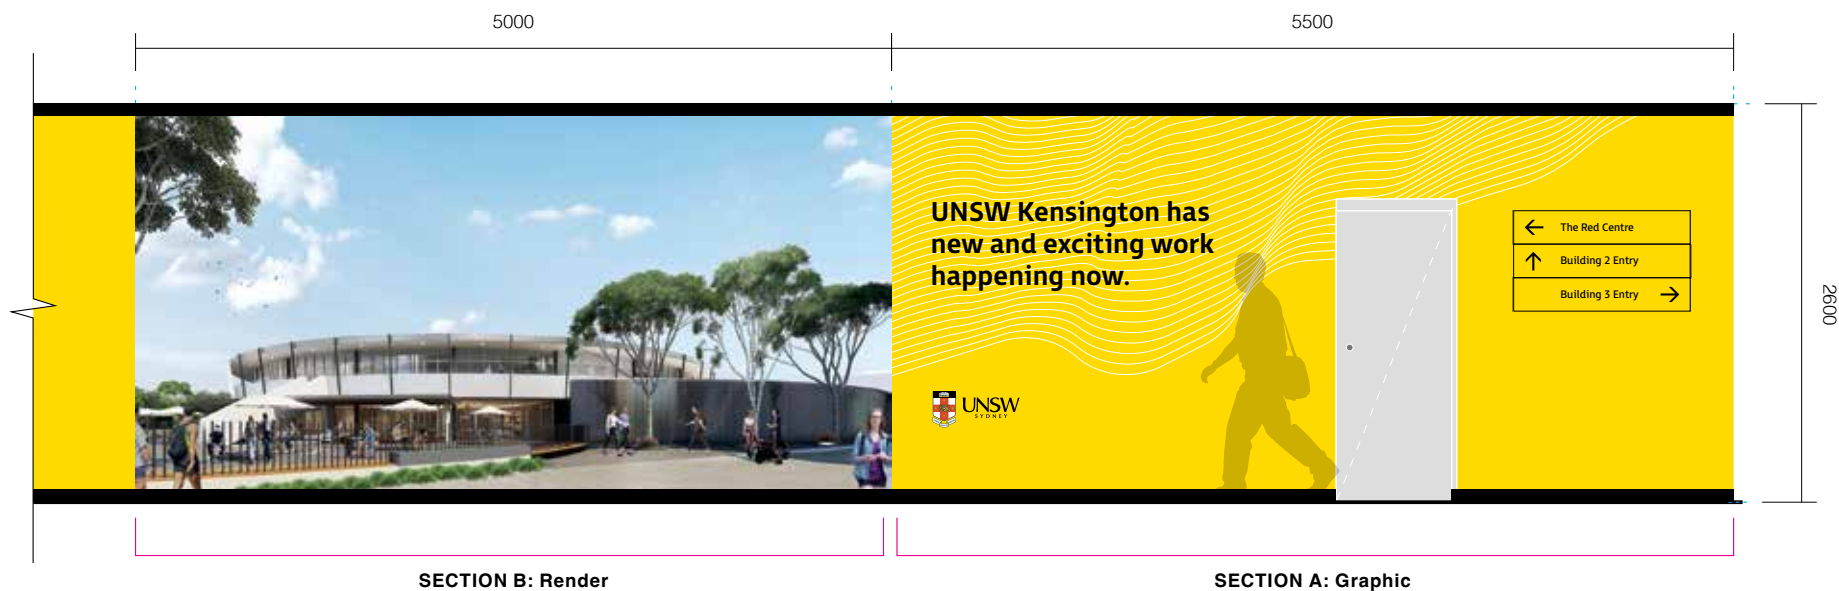 5000
5500
UNSW Kensington has
new and exciting work
happening now.
The Red Centre
Building 2 Entry
Building 3 Entry
UNSW
SYDNEY
2600
SECTION B: Render
SECTION A: Graphic